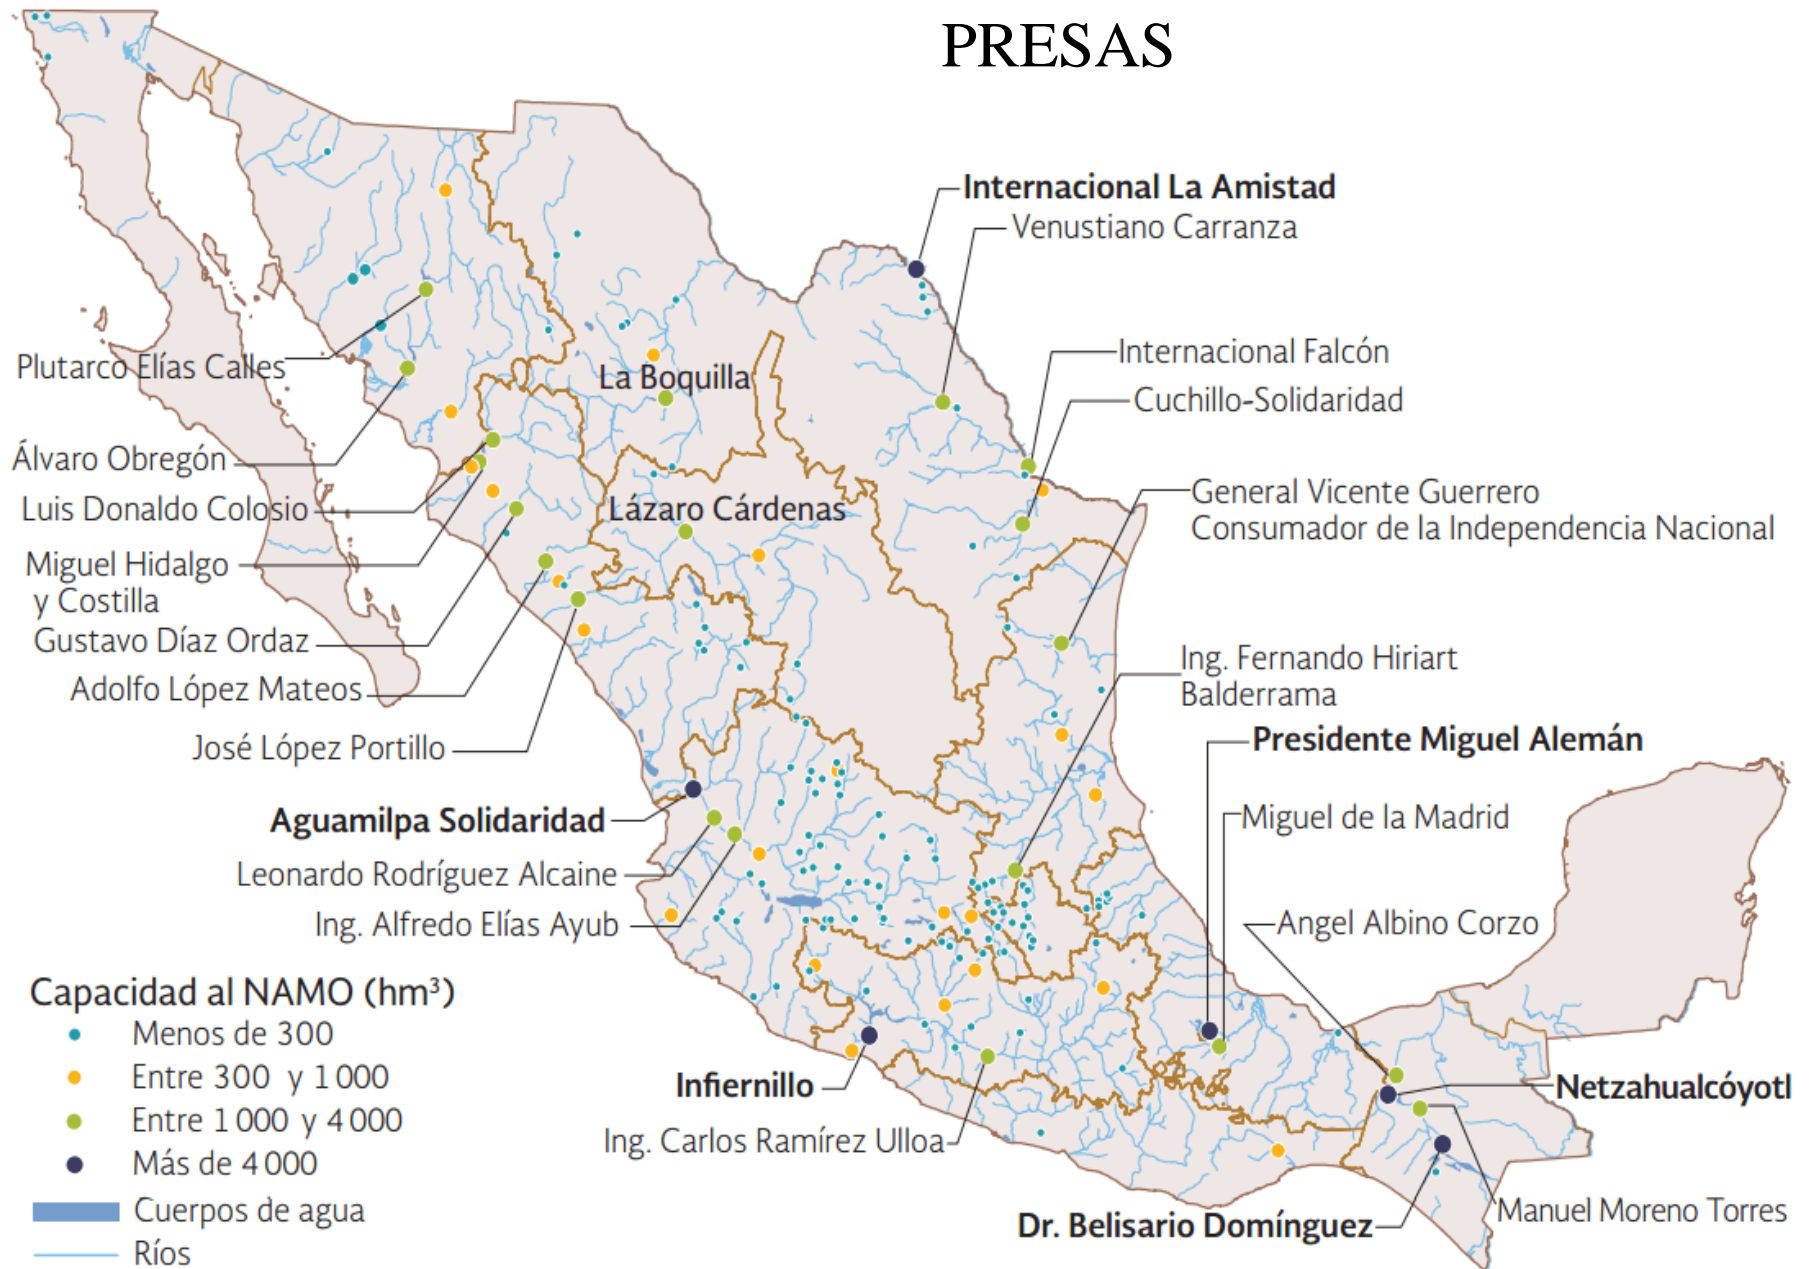 PRESAS
Internacional La Amistad
Venustiano Carranza
Internacional Falcón
Cuchillo-Solidaridad
General Vicente Guerrero
Consumador de la Independencia Nacional
Ing. Fernando Hiriart
Balderrama
Presidente Miguel Alemán
Miguel de la Madrid
Angel Albino Corzo
Netzahualcóyotl
Manuel Moreno Torres
Dr. Belisario Domínguez
La Boquilla
Lázaro Cárdenas
Plutarco Elías Calles
Álvaro Obregón
Luis Donaldo Colosio
Miguel Hidalgo
y Costilla
Gustavo Díaz Ordaz
Adolfo López Mateos
José López Portillo
Aguamilpa Solidaridad
Leonardo Rodríguez Alcaine
Ing. Alfredo Elías Ayub
Infiernillo
Ing. Carlos Ramírez Ulloa
Capacidad al NAMO (hm³)
Menos de 300
Entre 300 y 1 000
Entre 1 000 y 4 000
Más de 4 000
Cuerpos de agua
Ríos